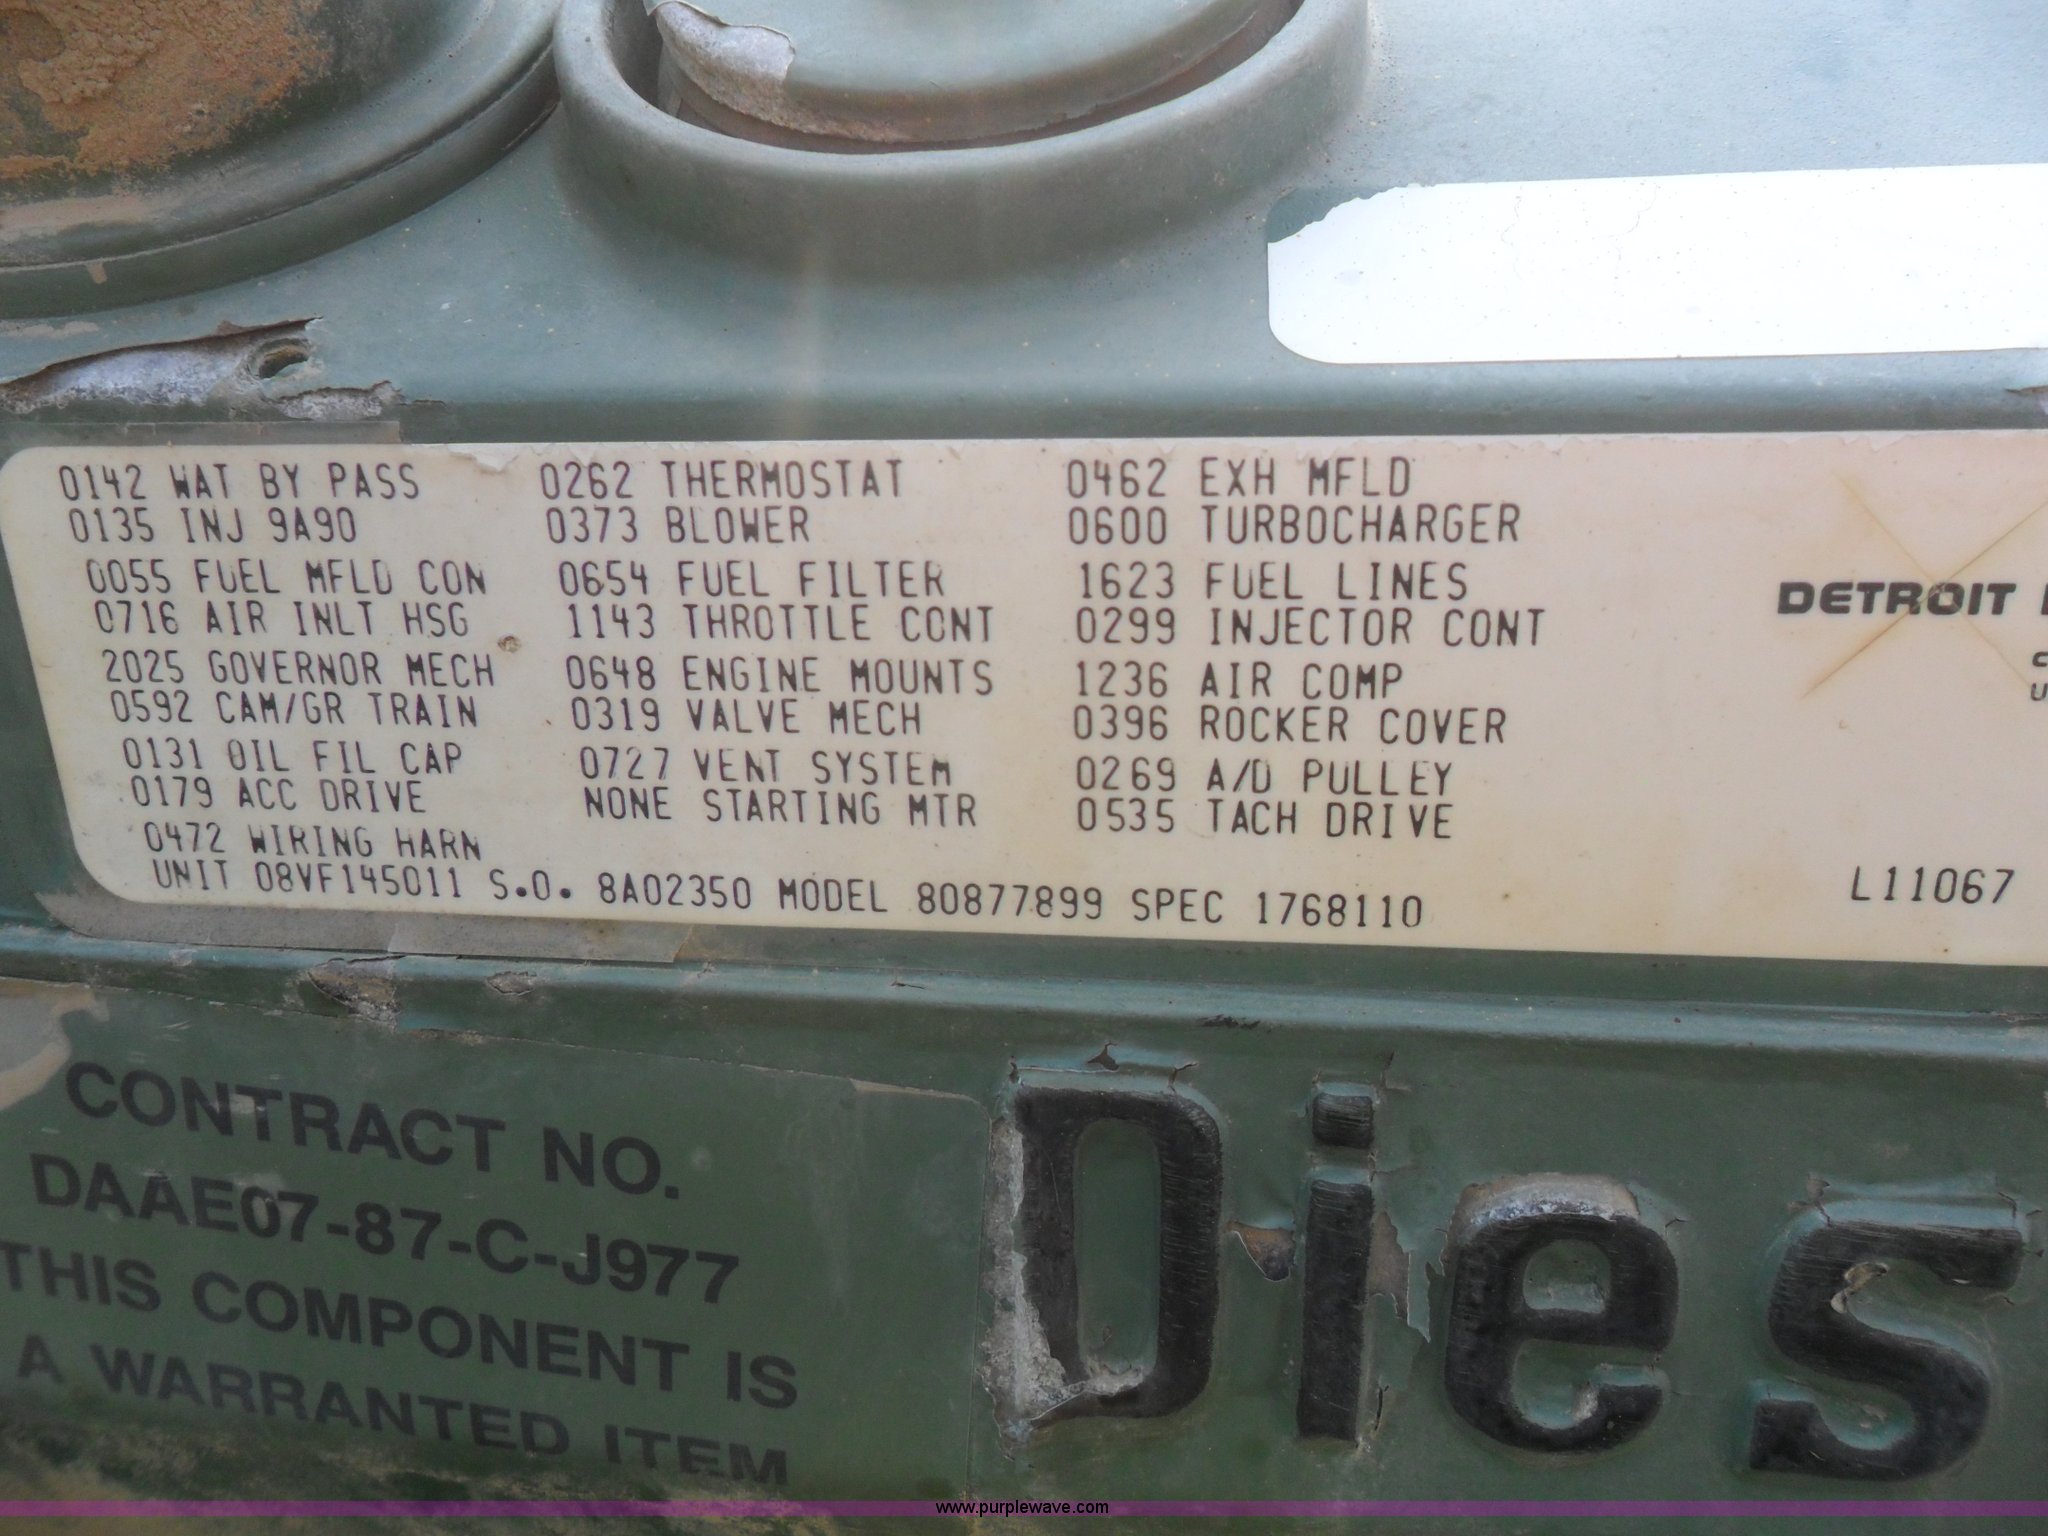 0142 WAT BY PASS 0262 THERMOSTAT 0462 EXH MFLD
0135 INJ 9A90 0373 BLOWER 0600 TURBOCHARGER
0055 FUEL MFLD CON 0654 FUEL FILTER 1623 FUEL LINES
0716 AIR INLT HSG 1143 THROTTLE CONT 0299 INJECTOR CONT
2025 GOVERNOR MECH 0648 ENGINE MOUNTS 1236 AIR COMP
0592 CAM/GR TRAIN 0319 VALVE MECH 0396 ROCKER COVER
0131 OIL FIL CAP 0727 VENT SYSTEM 0269 A/D PULLEY
0179 ACC DRIVE NONE STARTING MTR 0535 TACH DRIVE
0472 WIRING HARN
UNIT 08VF145011 S.O. 8A02350 MODEL 80877899 SPEC 1768110
DETROIT
L11067
CONTRACT NO.
DAAE07-87-C-J977
THIS COMPONENT IS
A WARRANTED ITEM
Dies
www.purplewave.com